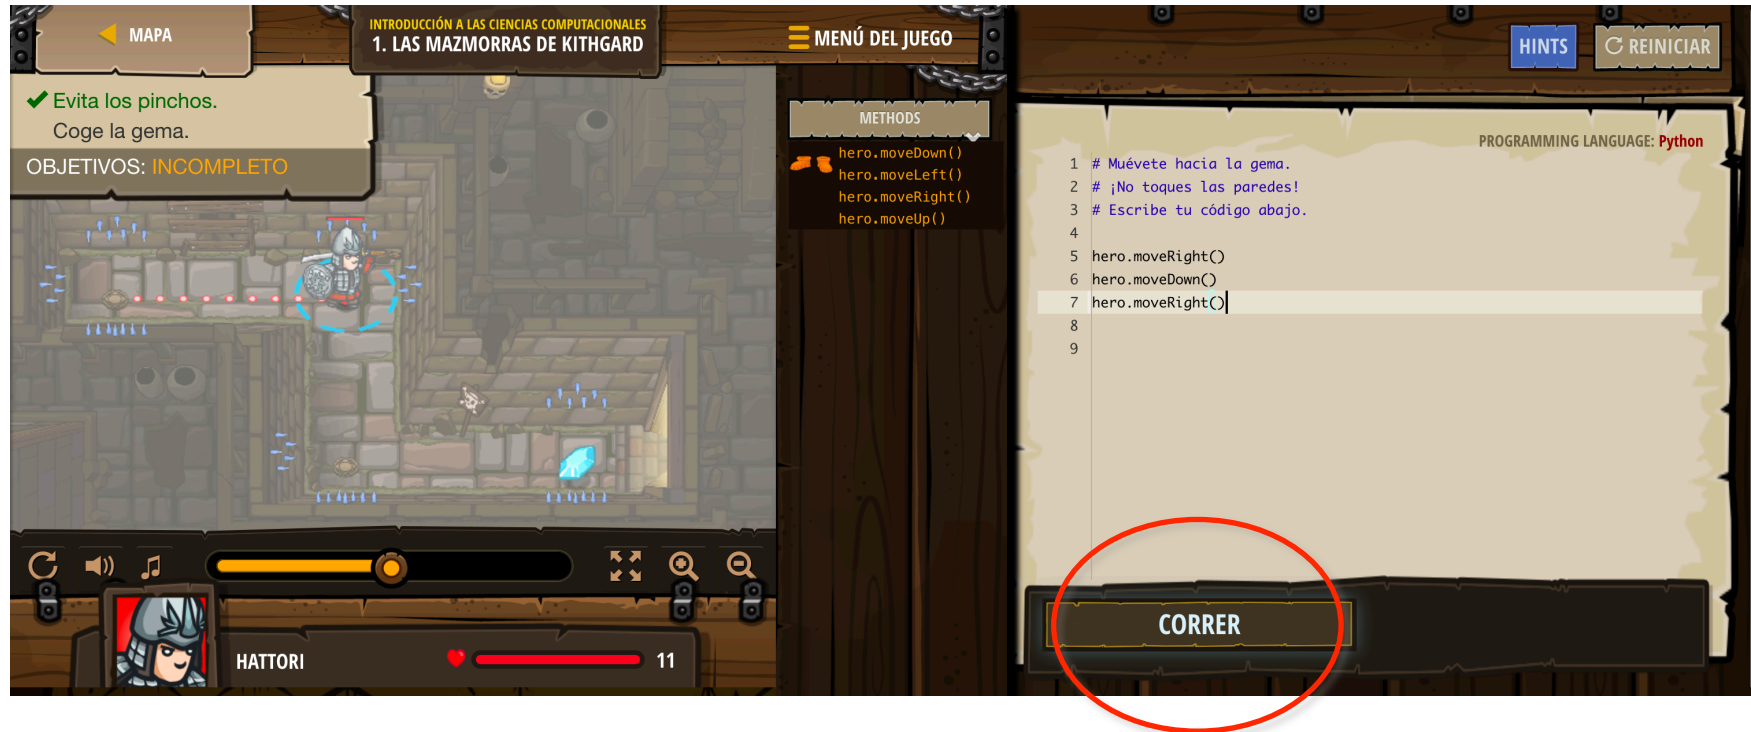 MAPA
INTRODUCCIÓN A LAS CIENCIAS COMPUTACIONALES
1. LAS MAZMORRAS DE KITHGARD
MENÚ DEL JUEGO
HINTS
REINICIAR
Evita los pinchos.
Coge la gema.
OBJETIVOS: INCOMPLETO
METHODS
hero.moveDown()
hero.moveLeft()
hero.moveRight()
hero.moveUp()
PROGRAMMING LANGUAGE: Python
1 # Muévete hacia la gema.
2 # ¡No toques las paredes!
3 # Escribe tu código abajo.
4
5 hero.moveRight()
6 hero.moveDown()
7 hero.moveRight()
8
9
CORRER
HATTORI
11